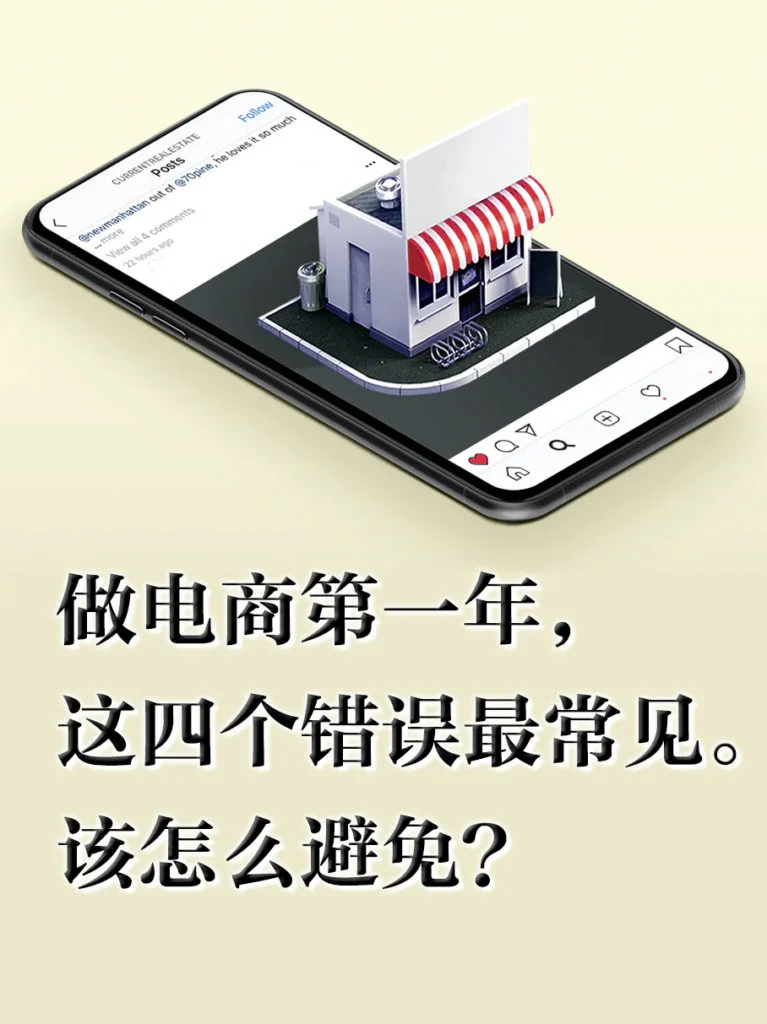 CURRENTREALESTATE
Posts
Follow
@newmanhattan out of @70pine, he loves it so much
... more
View all 4 comments
22 hours ago
做电商第一年，
这四个错误最常见。
该怎么避免？